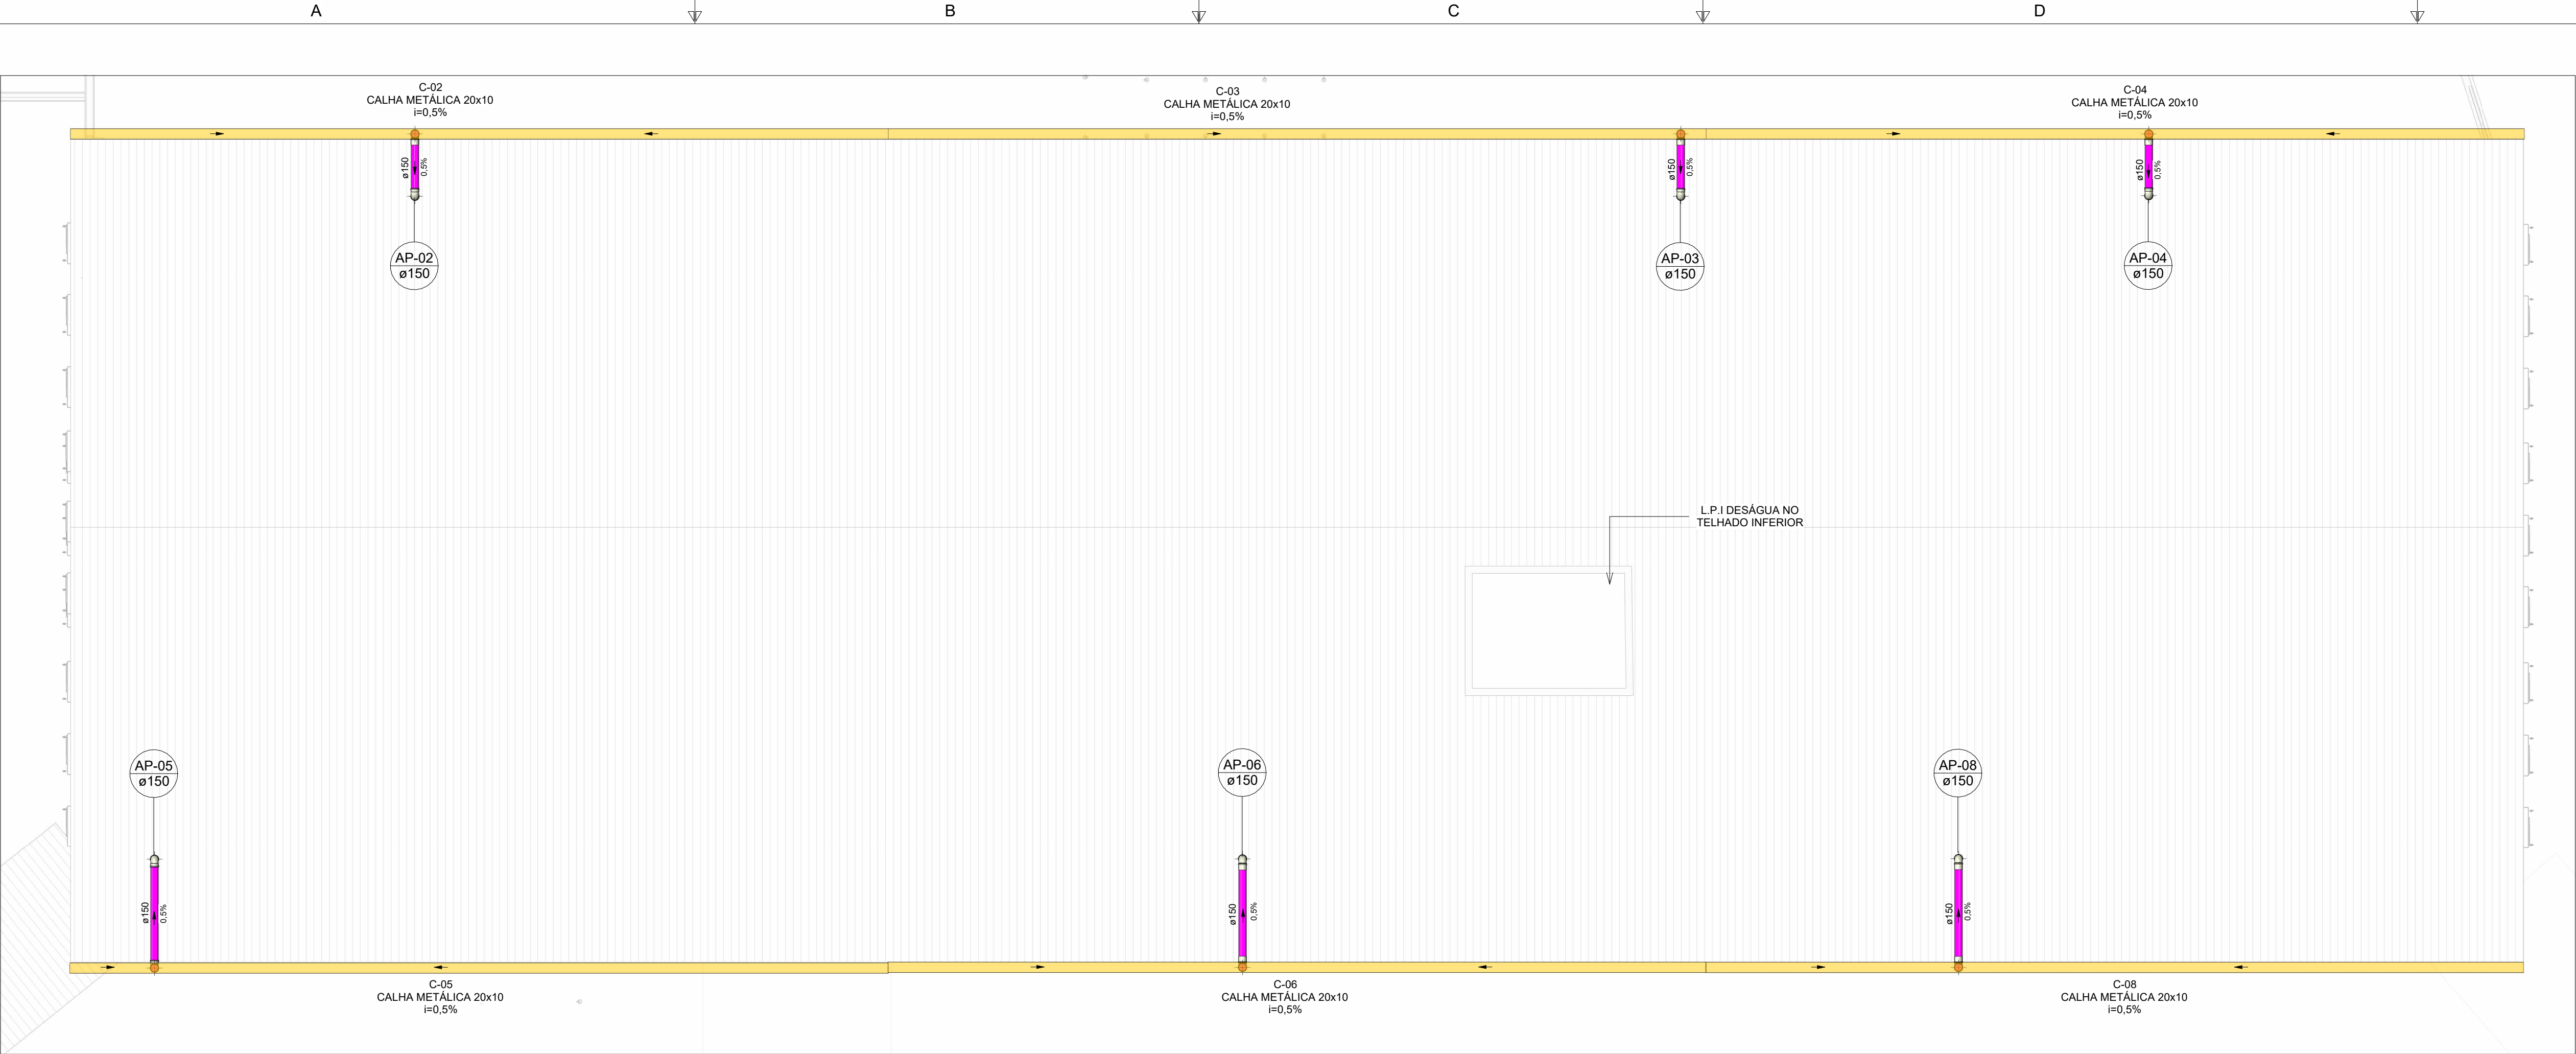 A
B
C
D
C-02
CALHA METÁLICA 20x10
i=0,5%
C-03
CALHA METÁLICA 20x10
i=0,5%
C-04
CALHA METÁLICA 20x10
i=0,5%
ø150
0,5%
ø150
0,5%
ø150
0,5%
AP-02
ø150
AP-03
ø150
AP-04
ø150
L.P.I DESÁGUA NO
TELHADO INFERIOR
AP-05
ø150
AP-06
ø150
AP-08
ø150
ø150
0,5%
ø150
0,5%
ø150
0,5%
C-05
CALHA METÁLICA 20x10
i=0,5%
C-06
CALHA METÁLICA 20x10
i=0,5%
C-08
CALHA METÁLICA 20x10
i=0,5%